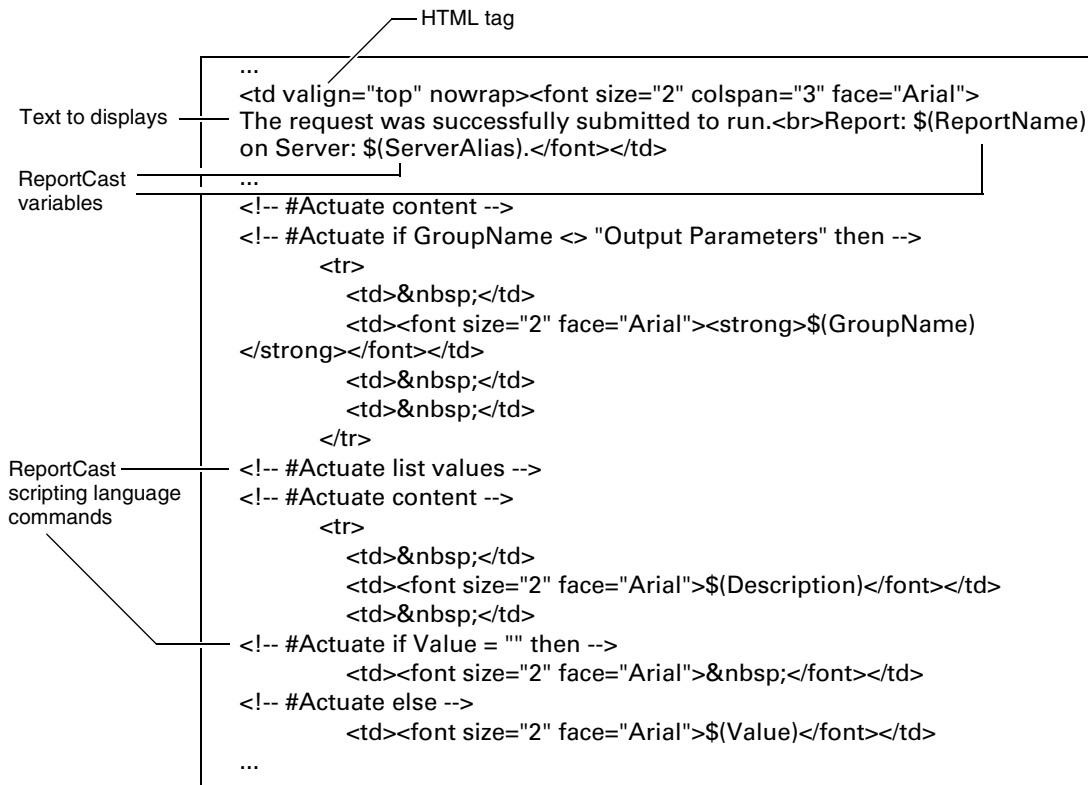 HTML tag
...
<td valign="top" nowrap><font size="2" colspan="3" face="Arial">
Text to displays
The request was successfully submitted to run.<br>Report: $(ReportName)
on Server: $(ServerAlias).</font></td>
ReportCast
variables
...
<!-- #Actuate content -->
<!-- #Actuate if GroupName <> "Output Parameters" then -->
<tr>
<td>&nbsp;</td>
<td><font size="2" face="Arial"><strong>$(GroupName)
</strong></font></td>
<td>&nbsp;</td>
<td>&nbsp;</td>
</tr>
ReportCast
scripting language
commands
<!-- #Actuate list values -->
<!-- #Actuate content -->
<tr>
<td>&nbsp;</td>
<td><font size="2" face="Arial">$(Description)</font></td>
<td>&nbsp;</td>
<!-- #Actuate if Value = "" then -->
<td><font size="2" face="Arial">&nbsp;</font></td>
<!-- #Actuate else -->
<td><font size="2" face="Arial">$(Value)</font></td>
...